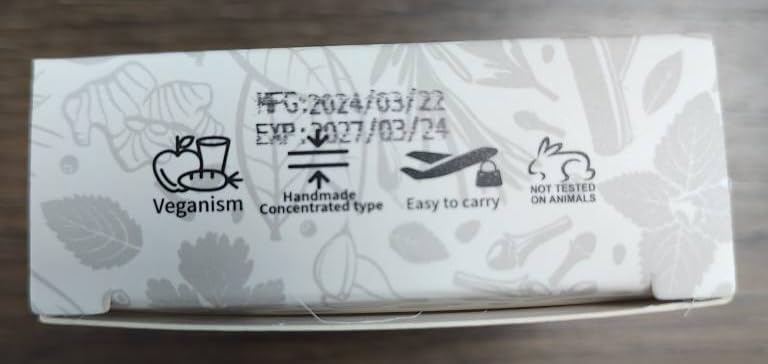 MFG:2024/03/22
EXP:2027/03/24
Veganism
Handmade
Concentrated type
Easy to carry
NOT TESTED
ON ANIMALS